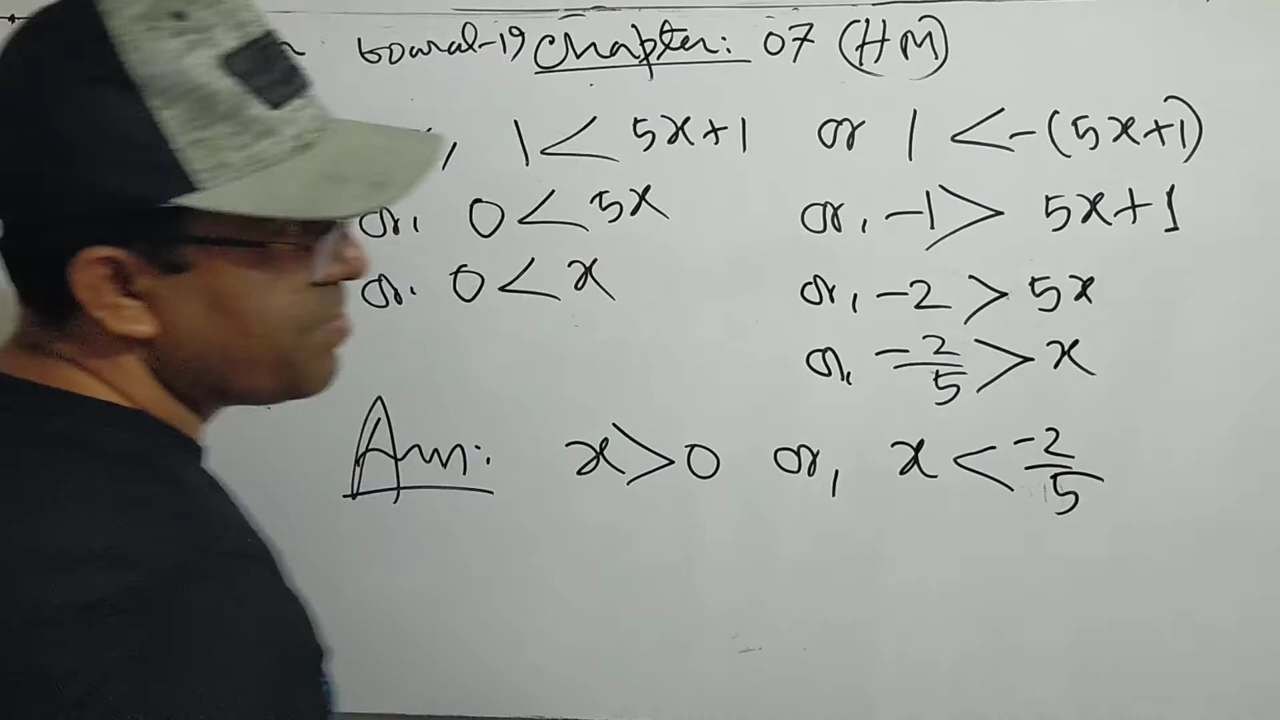 board-19 Chapter: 07 (HM)
, 1 < 5x+1 or 1 < -(5x+1)
or, 0 < 5x or, -1 > 5x+1
or. 0 < x or, -2 > 5x
or, -2/5 > x
Ans: x > 0 or, x < -2/5